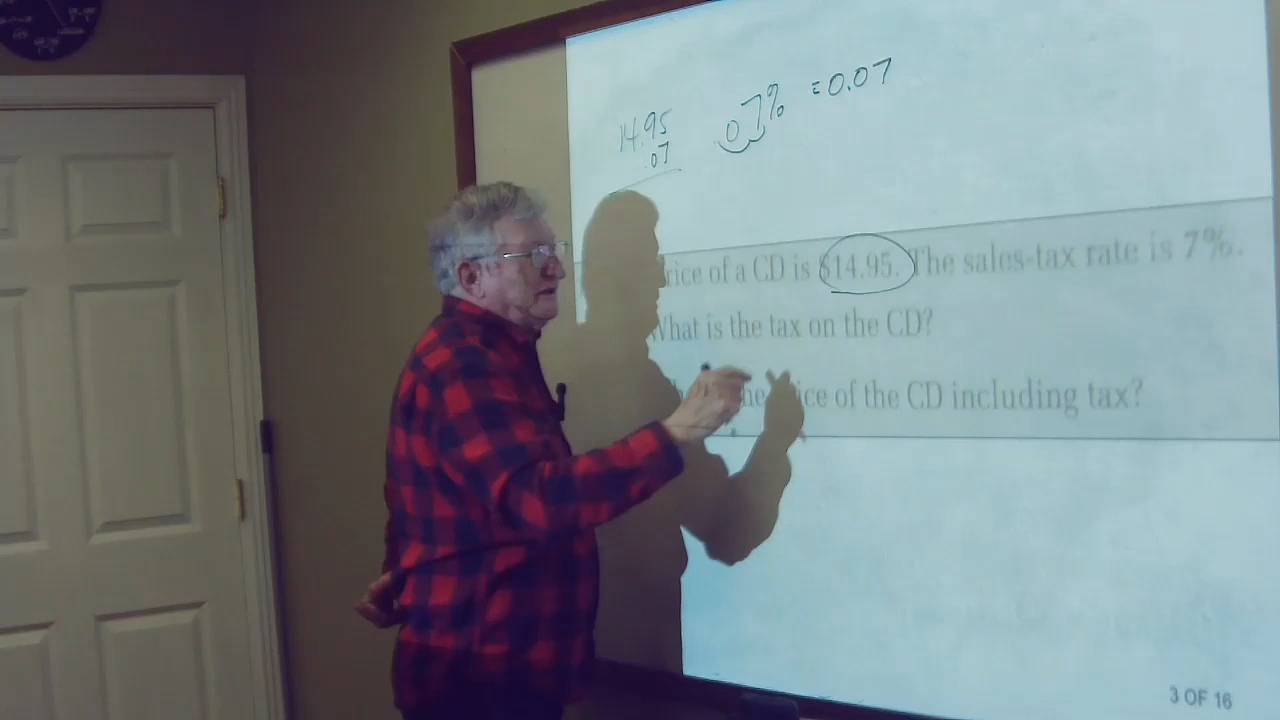 14.95 07% = 0.07
.07
rice of a CD is $14.95. The sales-tax rate is 7%.
What is the tax on the CD?
he ice of the CD including tax?
3 OF 16